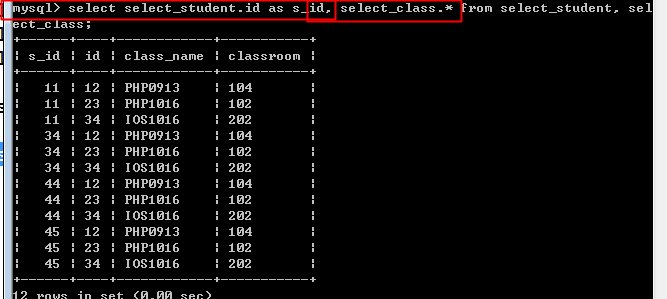 mysql> select select_student.id as s_id, select_class.* from select_student, sel
ect_class;
+------+----+------------+-----------+
¦ s_id ¦ id ¦ class_name ¦ classroom ¦
+------+----+------------+-----------+
¦ 11 ¦ 12 ¦ PHP0913 ¦ 104 ¦
¦ 11 ¦ 23 ¦ PHP1016 ¦ 102 ¦
¦ 11 ¦ 34 ¦ IOS1016 ¦ 202 ¦
¦ 34 ¦ 12 ¦ PHP0913 ¦ 104 ¦
¦ 34 ¦ 23 ¦ PHP1016 ¦ 102 ¦
¦ 34 ¦ 34 ¦ IOS1016 ¦ 202 ¦
¦ 44 ¦ 12 ¦ PHP0913 ¦ 104 ¦
¦ 44 ¦ 23 ¦ PHP1016 ¦ 102 ¦
¦ 44 ¦ 34 ¦ IOS1016 ¦ 202 ¦
¦ 45 ¦ 12 ¦ PHP0913 ¦ 104 ¦
¦ 45 ¦ 23 ¦ PHP1016 ¦ 102 ¦
¦ 45 ¦ 34 ¦ IOS1016 ¦ 202 ¦
+------+----+------------+-----------+
12 rows in set (0.00 sec)